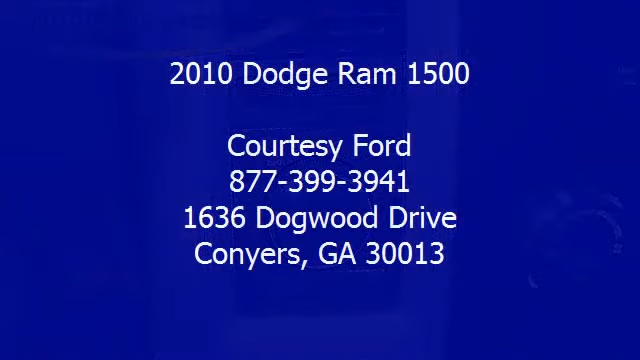 2010 Dodge Ram 1500
Courtesy Ford
877-399-3941
1636 Dogwood Drive
Conyers, GA 30013